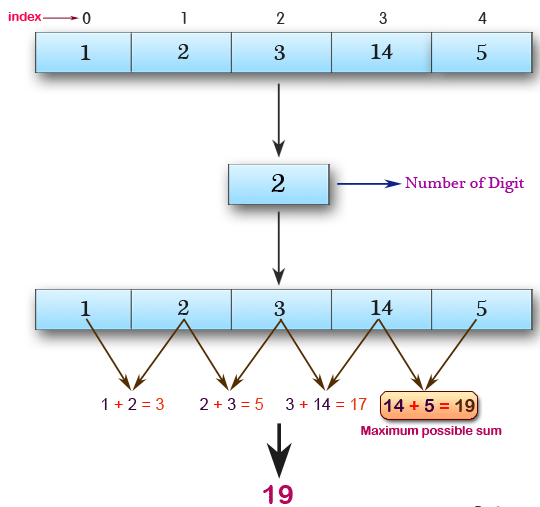 index 0 1 2 3 4
1 2 3 14 5
2 Number of Digit
1 2 3 14 5
1 + 2 = 3 2 + 3 = 5 3 + 14 = 17 14 + 5 = 19
Maximum possible sum
19